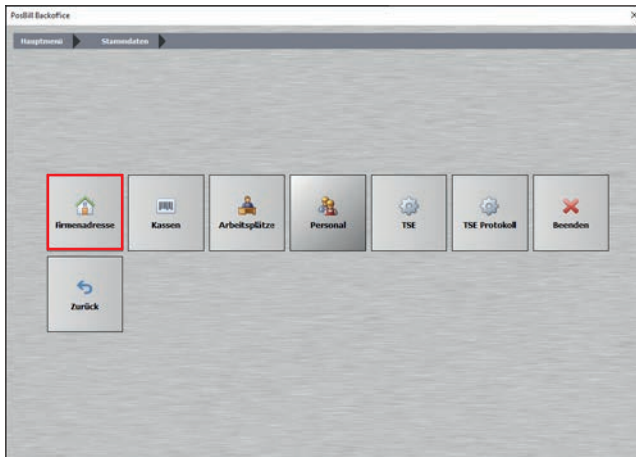 PosBill Backoffice
Hauptmenü Stammdaten
Firmenadresse Kassen Arbeitsplätze Personal TSE TSE Protokoll Beenden
Zurück